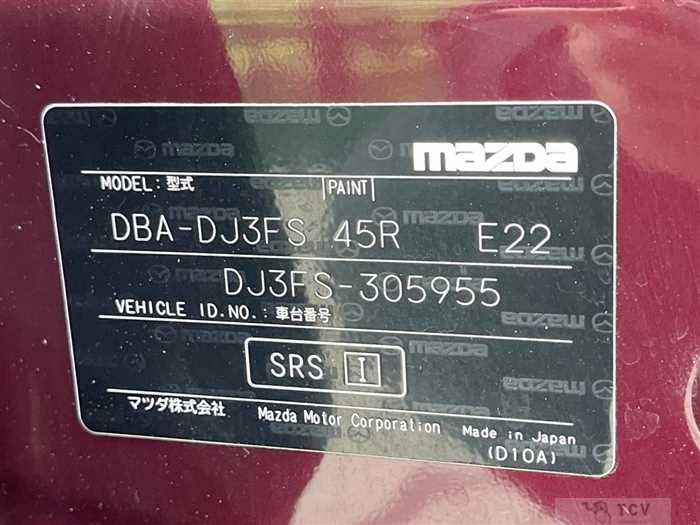 mazda
MODEL: 型式 PAINT
DBA-DJ3FS 45R E22
DJ3FS-305955
VEHICLE ID.NO.: 車台番号
SRS I
マツダ株式会社 Mazda Motor Corporation Made in Japan
(D10A)
TCV